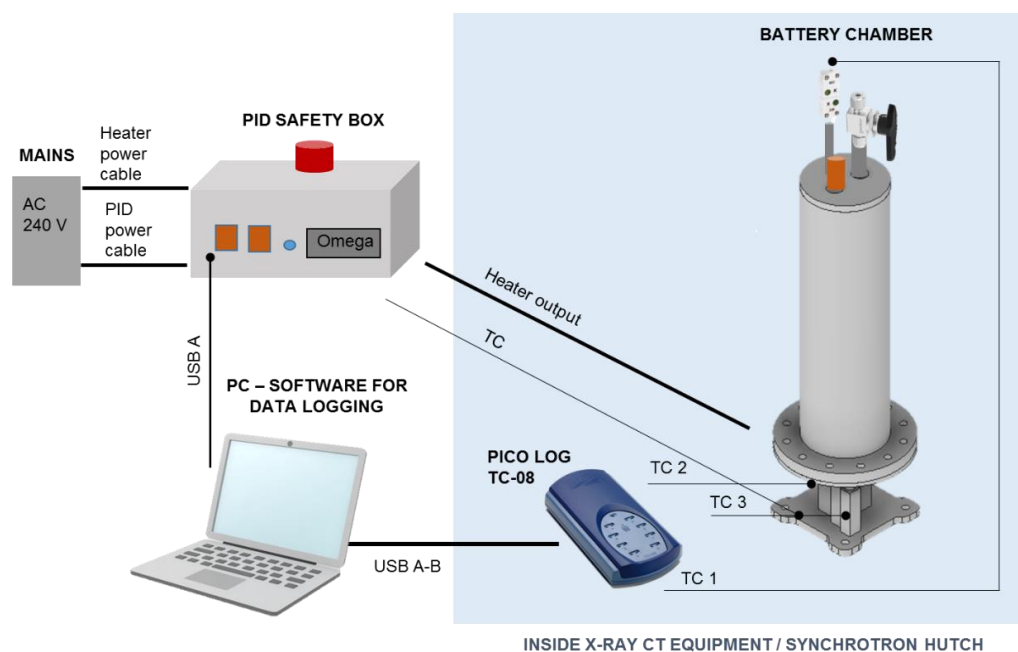 BATTERY CHAMBER
PID SAFETY BOX
Heater
power
cable
MAINS
AC
240 V
PID
power
cable
Omega
Heater output
TC
USB A
PC – SOFTWARE FOR
DATA LOGGING
PICO LOG
TC-08
TC 2
TC 3
USB A-B
TC 1
INSIDE X-RAY CT EQUIPMENT / SYNCHROTRON HUTCH